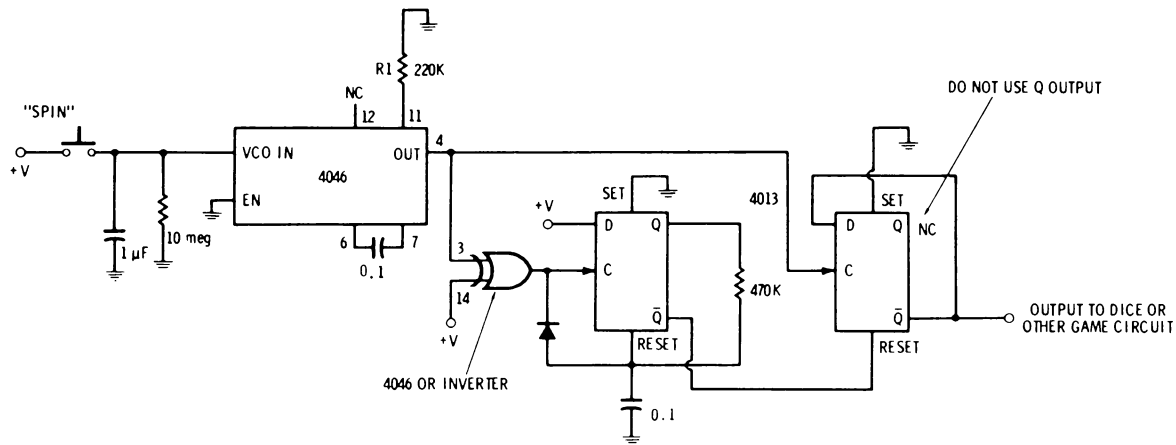 R1
220K
DO NOT USE Q OUTPUT
NC
"SPIN"
12
11
4
+V
VCO IN
OUT
4046
EN
SET
4013
SET
+V
D
Q
D
Q
NC
10 meg
1 µF
6
7
0.1
3
C
C
470K
14
Q̄
Q̄
OUTPUT TO DICE OR
OTHER GAME CIRCUIT
+V
RESET
RESET
4046 OR INVERTER
0.1